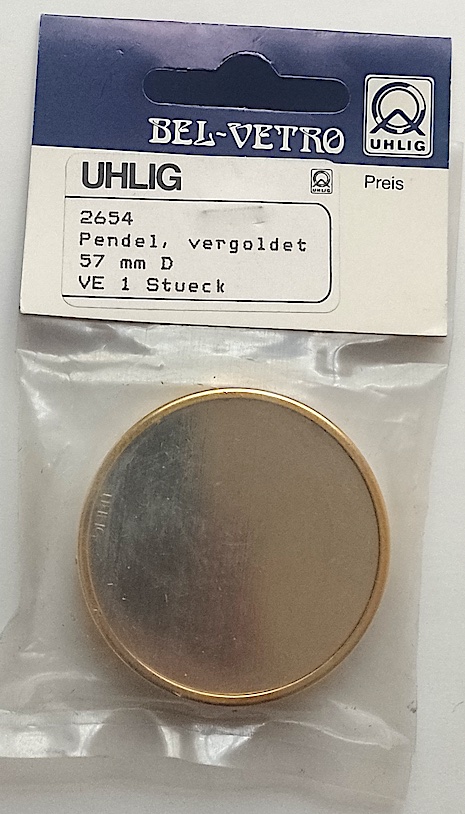 BEL-VETRO
UHLIG
UHLIG
Preis
2654
Pendel, vergoldet
57 mm D
VE 1 Stueck